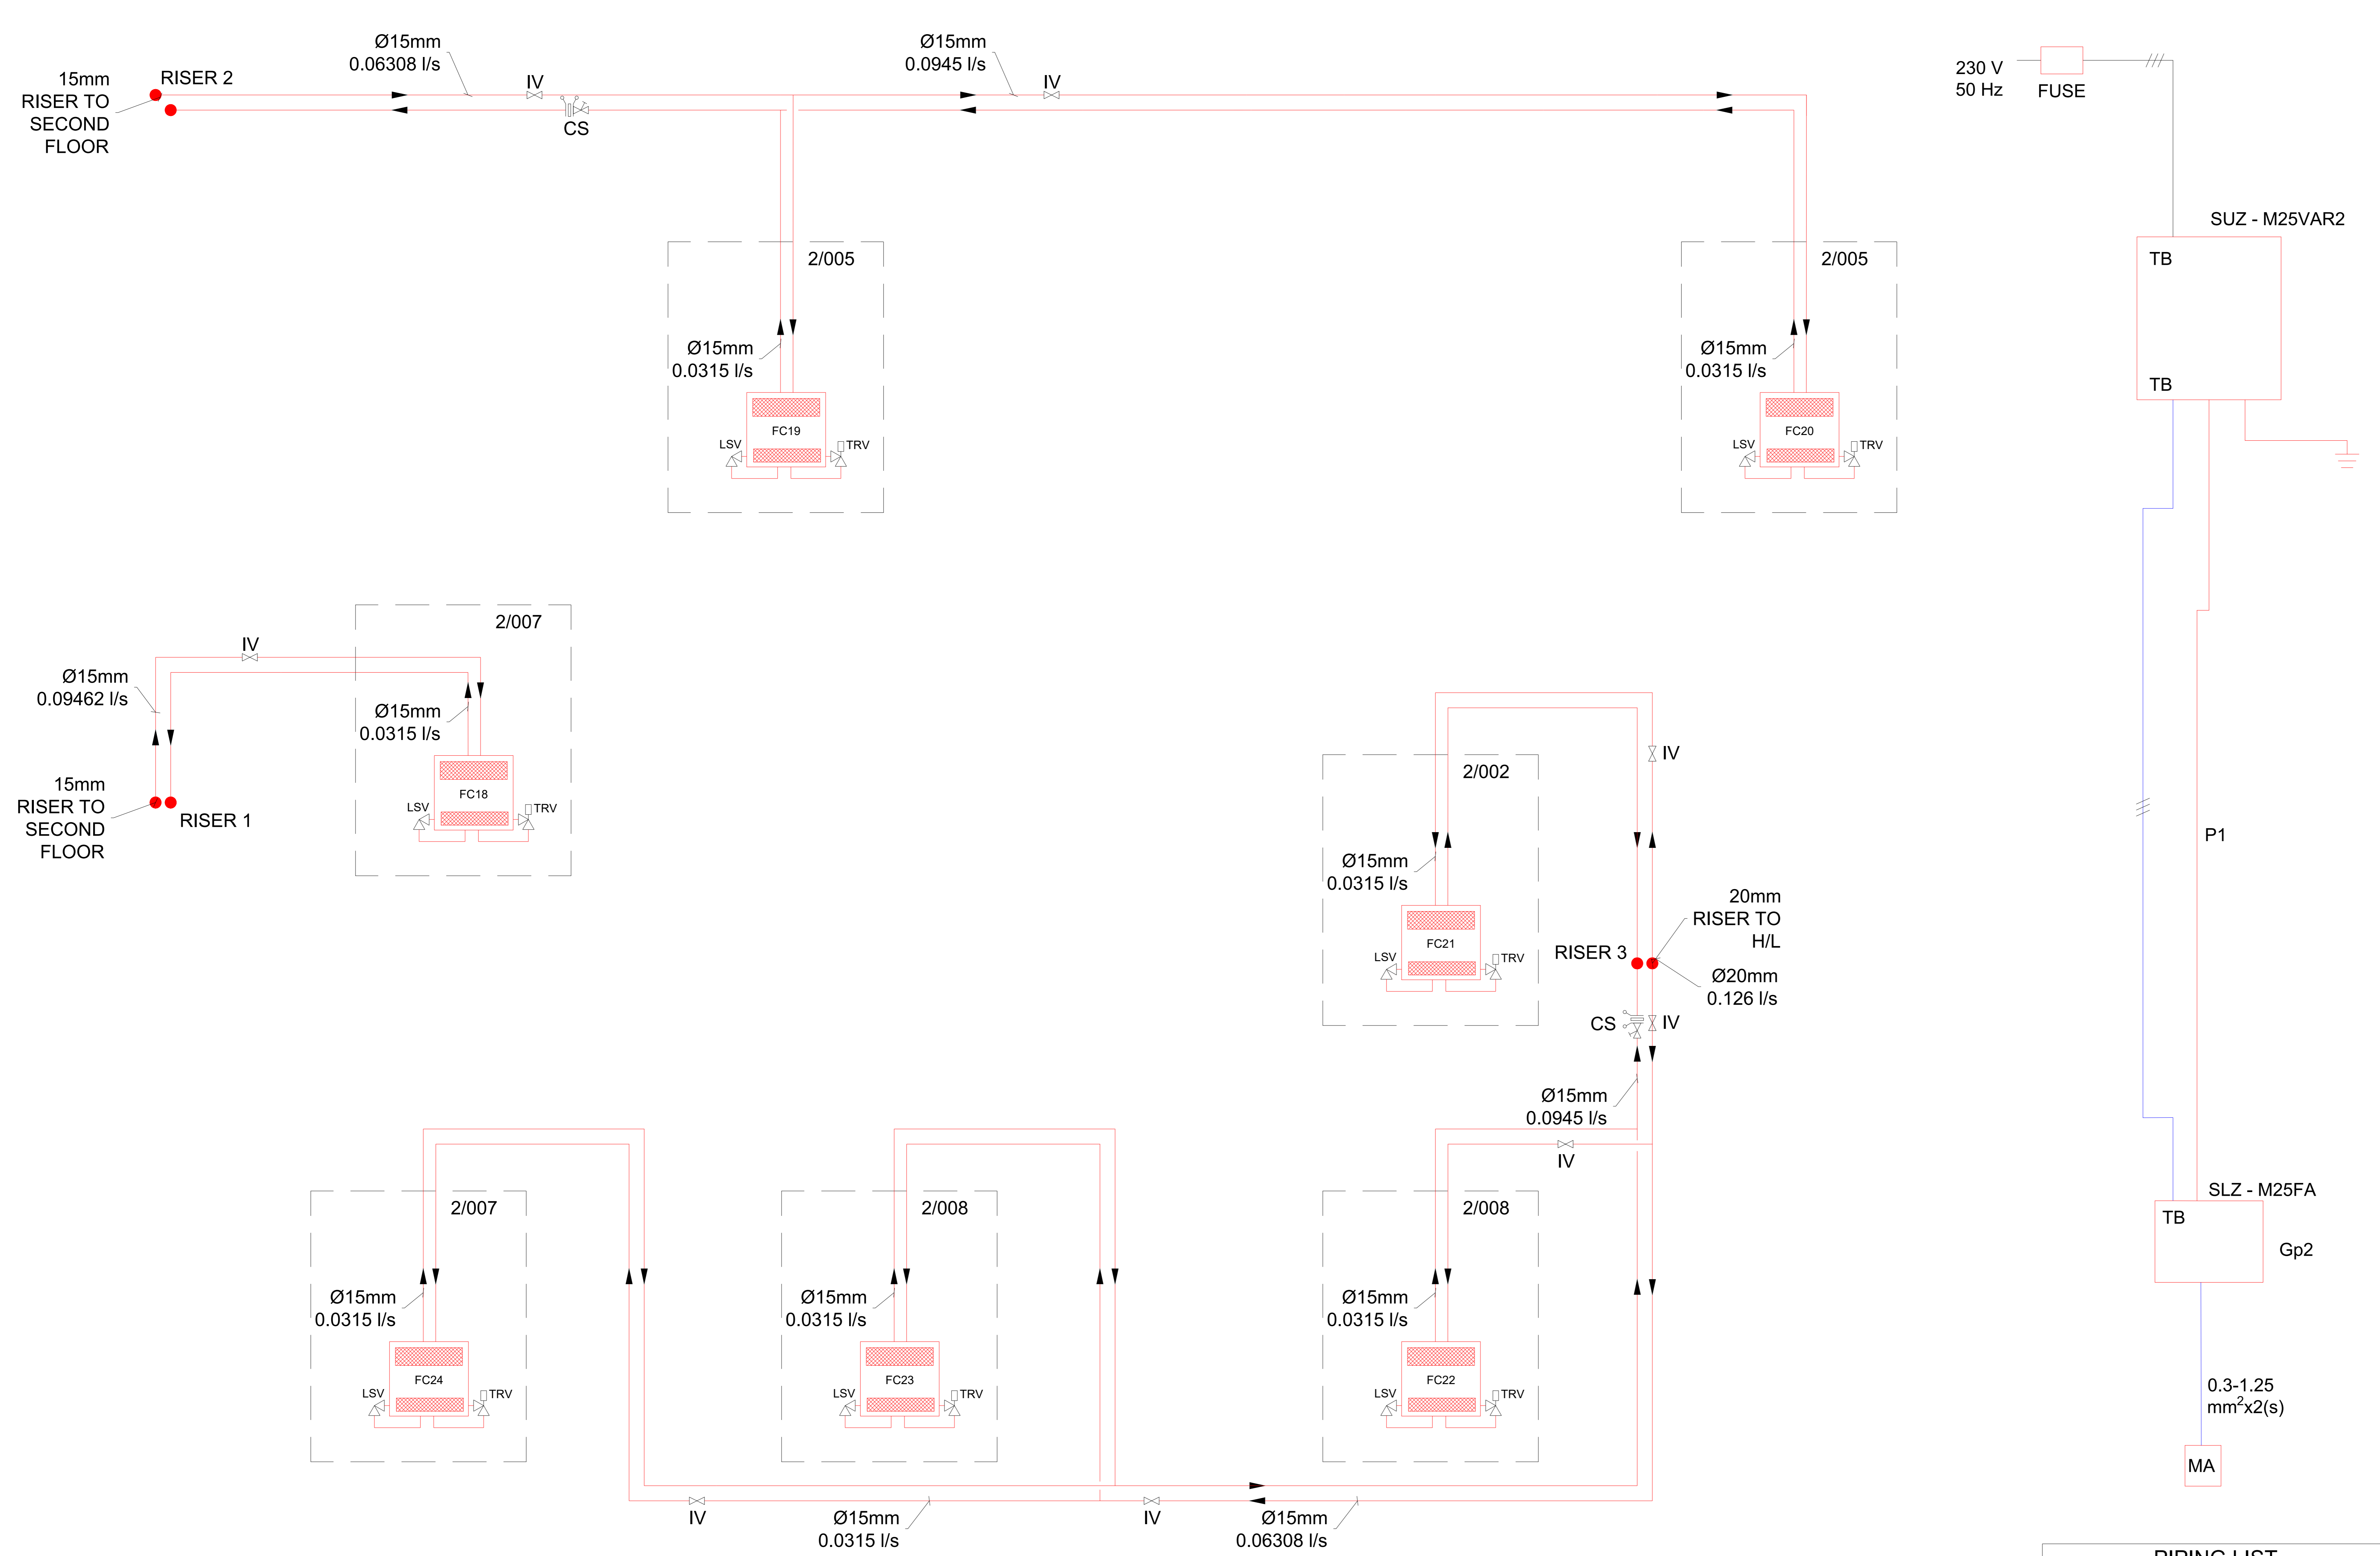 Ø15mm
0.06308 l/s
Ø15mm
0.0945 l/s
15mm
RISER TO
SECOND
FLOOR
RISER 2
IV
CS
IV
230 V
50 Hz
FUSE
2/005
Ø15mm
0.0315 l/s
FC19
LSV
TRV
2/005
Ø15mm
0.0315 l/s
FC20
LSV
TRV
SUZ - M25VAR2
TB
TB
2/007
IV
Ø15mm
0.09462 l/s
Ø15mm
0.0315 l/s
15mm
RISER TO
SECOND
FLOOR
RISER 1
FC18
LSV
TRV
IV
2/002
Ø15mm
0.0315 l/s
FC21
LSV
TRV
RISER 3
20mm
RISER TO
H/L
Ø20mm
0.126 l/s
CS
IV
Ø15mm
0.0945 l/s
IV
P1
2/007
Ø15mm
0.0315 l/s
FC24
LSV
TRV
2/008
Ø15mm
0.0315 l/s
FC23
LSV
TRV
2/008
Ø15mm
0.0315 l/s
FC22
LSV
TRV
IV
Ø15mm
0.0315 l/s
IV
Ø15mm
0.06308 l/s
SLZ - M25FA
TB
Gp2
0.3-1.25
mm²x2(s)
MA
PIPING LIST